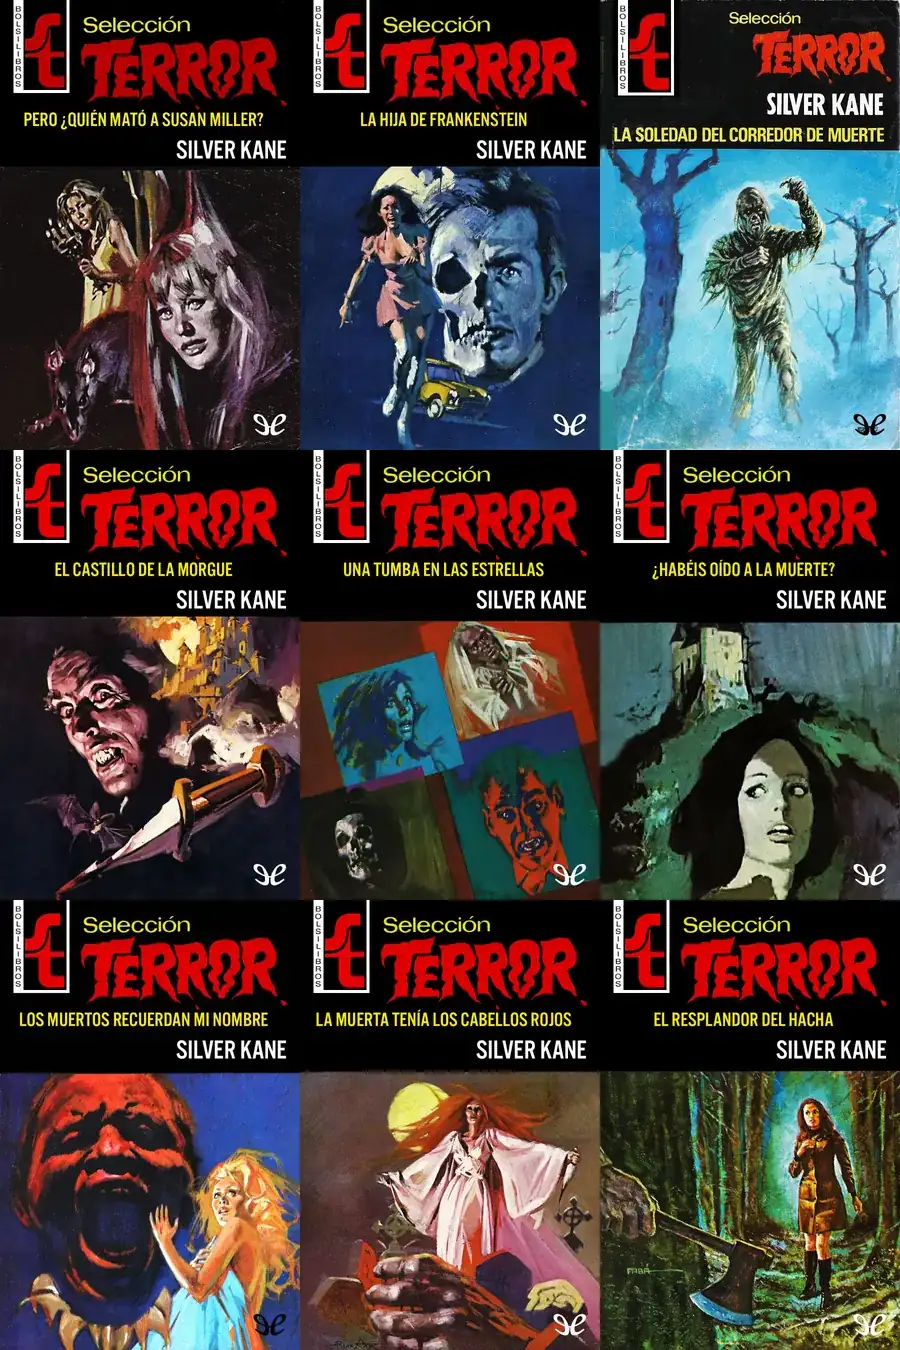 BOLSILIBROS
Selección
TERROR
PERO ¿QUIÉN MATÓ A SUSAN MILLER?
SILVER KANE
BOLSILIBROS
Selección
TERROR
LA HIJA DE FRANKENSTEIN
SILVER KANE
BOLSILIBROS
Selección
TERROR
SILVER KANE
LA SOLEDAD DEL CORREDOR DE MUERTE
BOLSILIBROS
Selección
TERROR
EL CASTILLO DE LA MORGUE
SILVER KANE
BOLSILIBROS
Selección
TERROR
UNA TUMBA EN LAS ESTRELLAS
SILVER KANE
BOLSILIBROS
Selección
TERROR
¿HABÉIS OÍDO A LA MUERTE?
SILVER KANE
BOLSILIBROS
Selección
TERROR
LOS MUERTOS RECUERDAN MI NOMBRE
SILVER KANE
BOLSILIBROS
Selección
TERROR
LA MUERTA TENÍA LOS CABELLOS ROJOS
SILVER KANE
BOLSILIBROS
Selección
TERROR
EL RESPLANDOR DEL HACHA
SILVER KANE
FABÁ